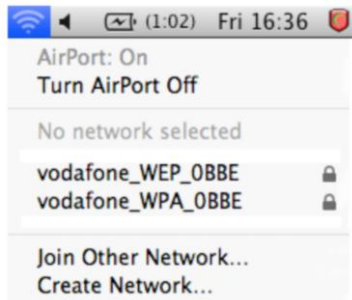 (1:02) Fri 16:36
AirPort: On
Turn AirPort Off
No network selected
vodafone_WEP_0BBE
vodafone_WPA_0BBE
Join Other Network...
Create Network...